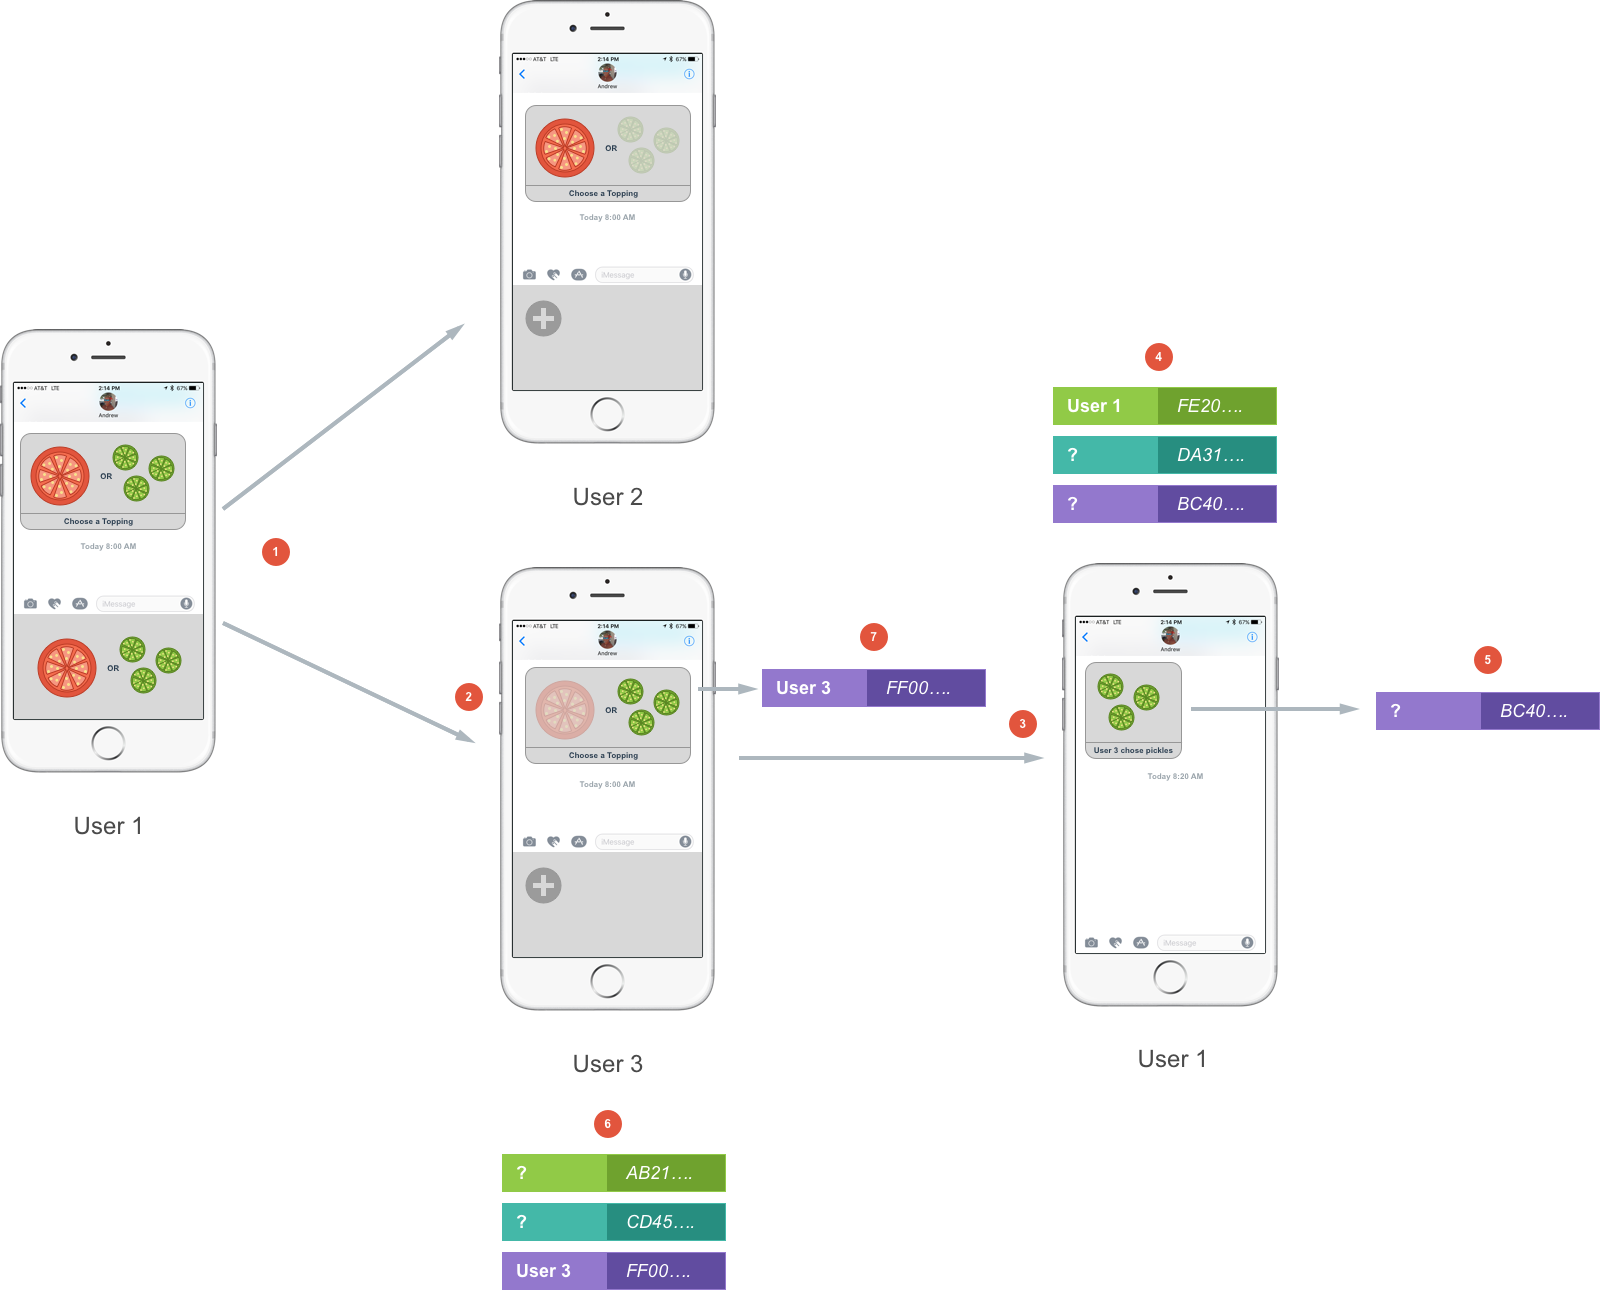 AT&T LTE 2:14 PM 67%
Andrew
OR
Choose a Topping
Today 8:00 AM
iMessage
User 2
AT&T LTE 2:14 PM 67%
Andrew
OR
Choose a Topping
Today 8:00 AM
iMessage
OR
User 1
1
2
AT&T LTE 2:14 PM 67%
Andrew
OR
Choose a Topping
Today 8:00 AM
iMessage
User 3
7
User 3 FF00....
3
4
User 1 FE20....
? DA31....
? BC40....
AT&T LTE 2:14 PM 67%
Andrew
User 3 chose pickles
Today 8:20 AM
iMessage
User 1
5
? BC40....
6
? AB21....
? CD45....
User 3 FF00....